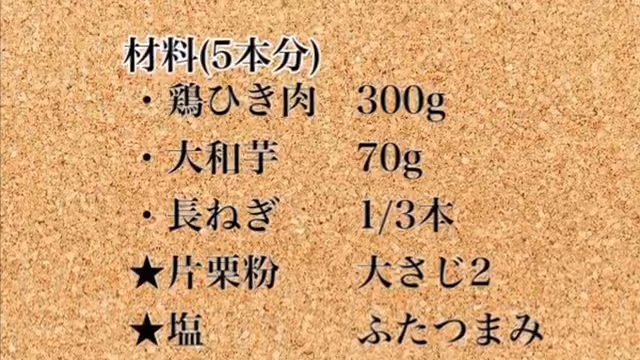 材料(5本分)
・鶏ひき肉 300g
・大和芋 70g
・長ねぎ 1/3本
★片栗粉 大さじ2
★塩 ふたつまみ